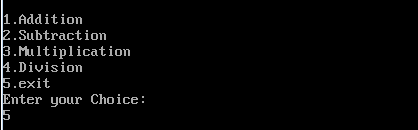 1.Addition
2.Subtraction
3.Multiplication
4.Division
5.exit
Enter your Choice:
5